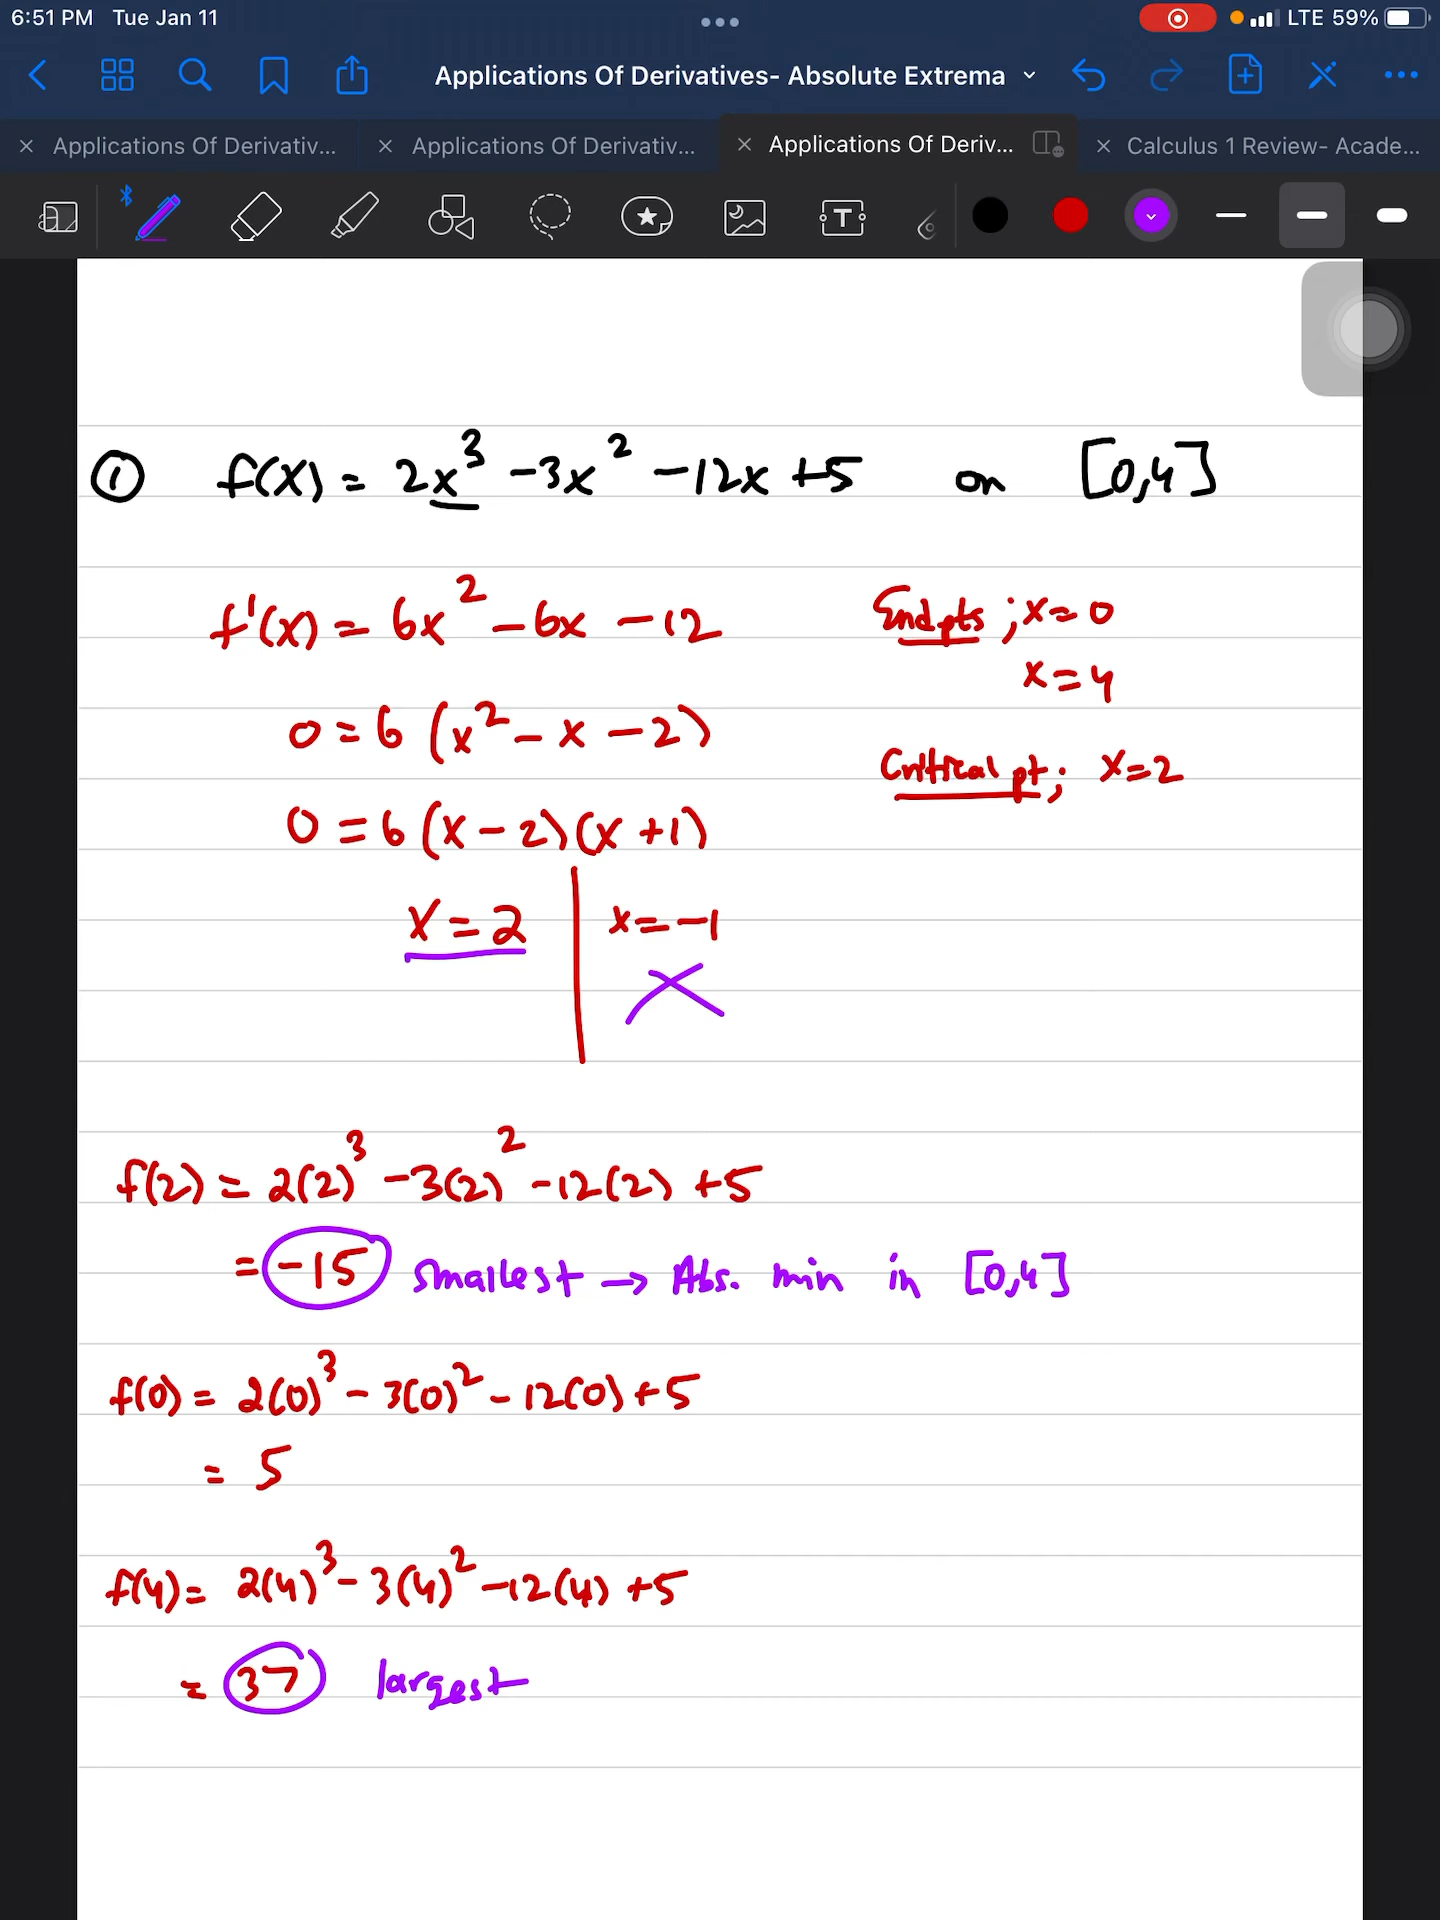 6:51 PM Tue Jan 11 LTE 59%
Applications Of Derivatives- Absolute Extrema
Applications Of Derivativ... Applications Of Derivativ... Applications Of Deriv... Calculus 1 Review- Acade...
① f(x) = 2x³ -3x² -12x +5 on [0,4]
f'(x) = 6x² -6x -12
End pts ; x=0
x=4
0 = 6 (x² - x - 2)
Critical pt ; x=2
0 = 6 (x - 2)(x +1)
x = 2 | x = -1
f(2) = 2(2)³ -3(2)² -12(2) +5
= -15 smallest → Abs. min in [0,4]
f(0) = 2(0)³ - 3(0)² - 12(0) + 5
= 5
f(4) = 2(4)³ - 3(4)² -12(4) +5
= 37 largest